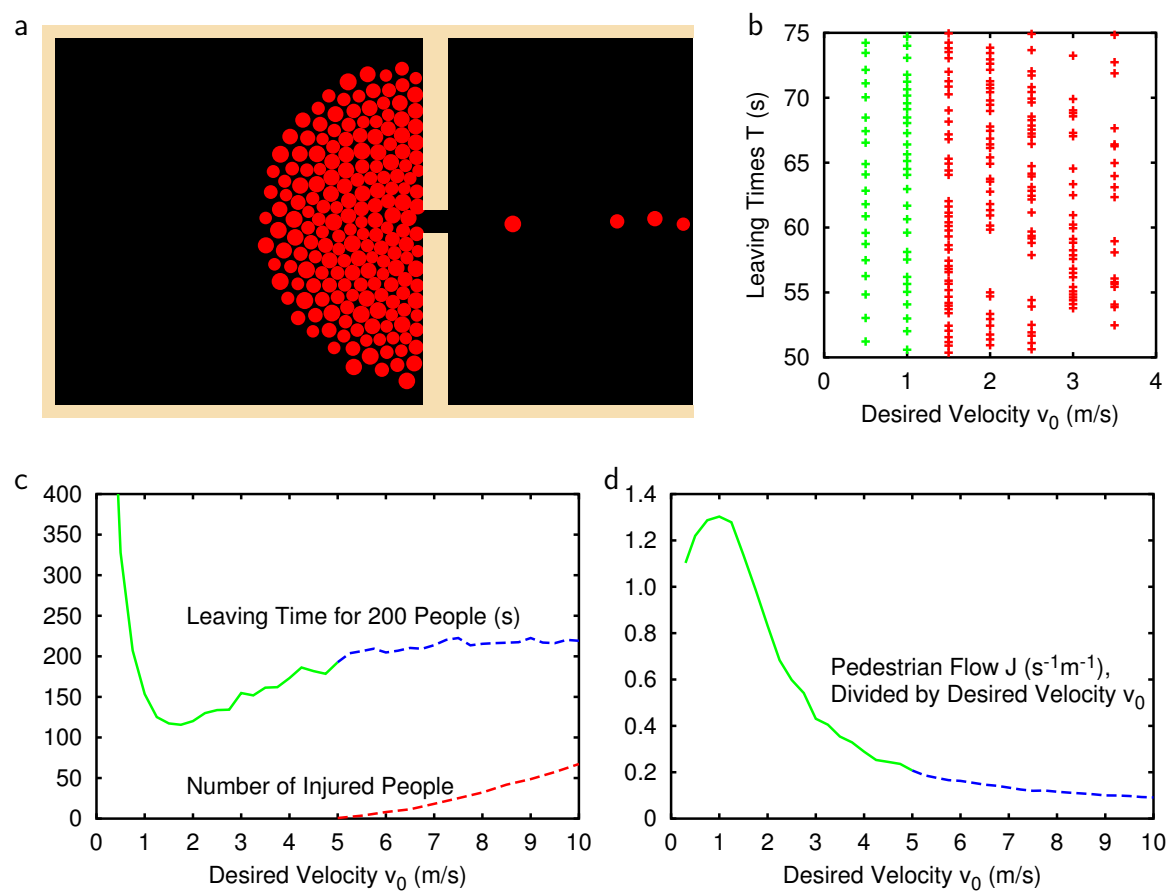 a
b
75
70
65
60
55
50
Leaving Times T (s)
0
1
2
3
4
Desired Velocity v₀ (m/s)
c
400
350
300
250
200
150
100
50
0
Leaving Time for 200 People (s)
Number of Injured People
0 1 2 3 4 5 6 7 8 9 10
Desired Velocity v₀ (m/s)
d
1.4
1.2
1.0
0.8
0.6
0.4
0.2
0
Pedestrian Flow J (s⁻¹m⁻¹),
Divided by Desired Velocity v₀
0 1 2 3 4 5 6 7 8 9 10
Desired Velocity v₀ (m/s)